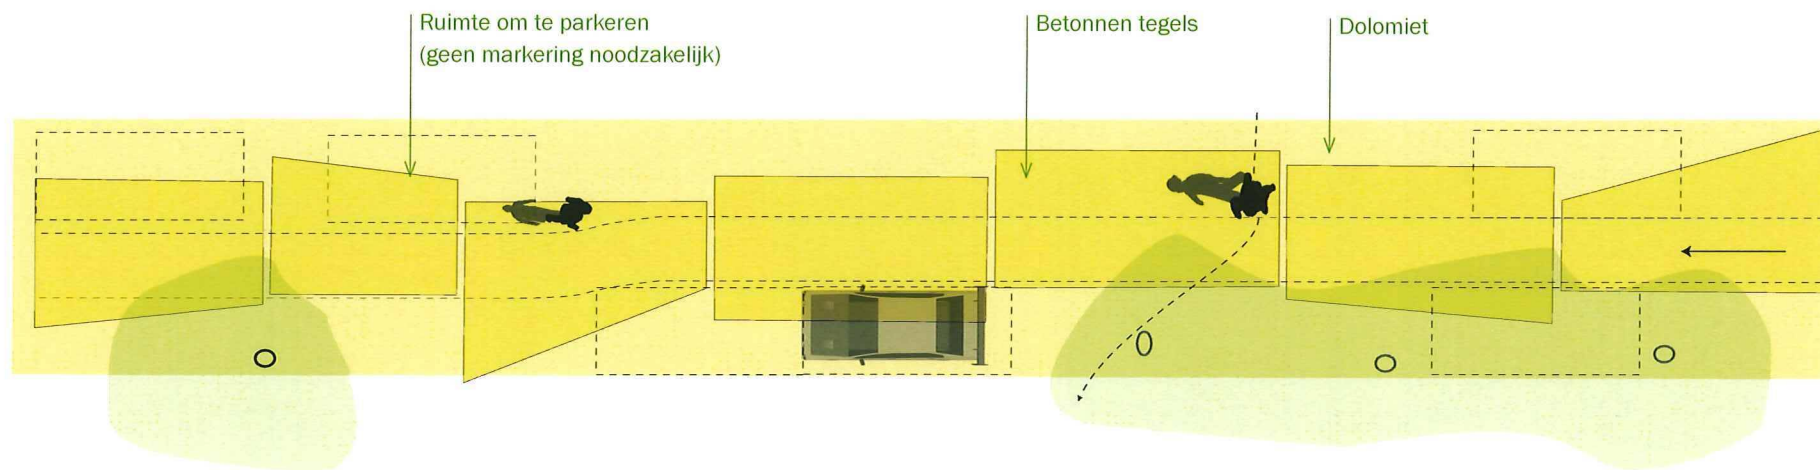 Ruimte om te parkeren
(geen markering noodzakelijk)
Betonnen tegels
Dolomiet